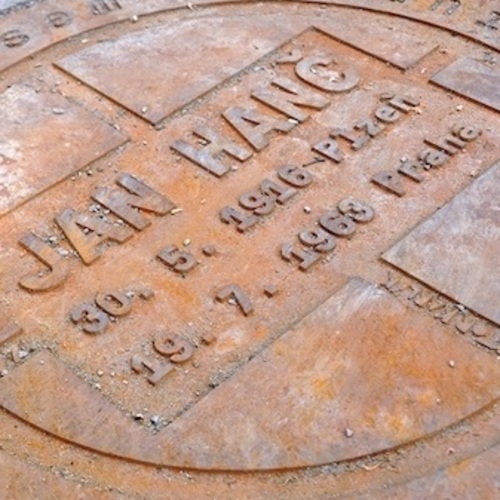 JAN HANČ
30. 5. 1916 Plzeň
19. 7. 1963 Praha